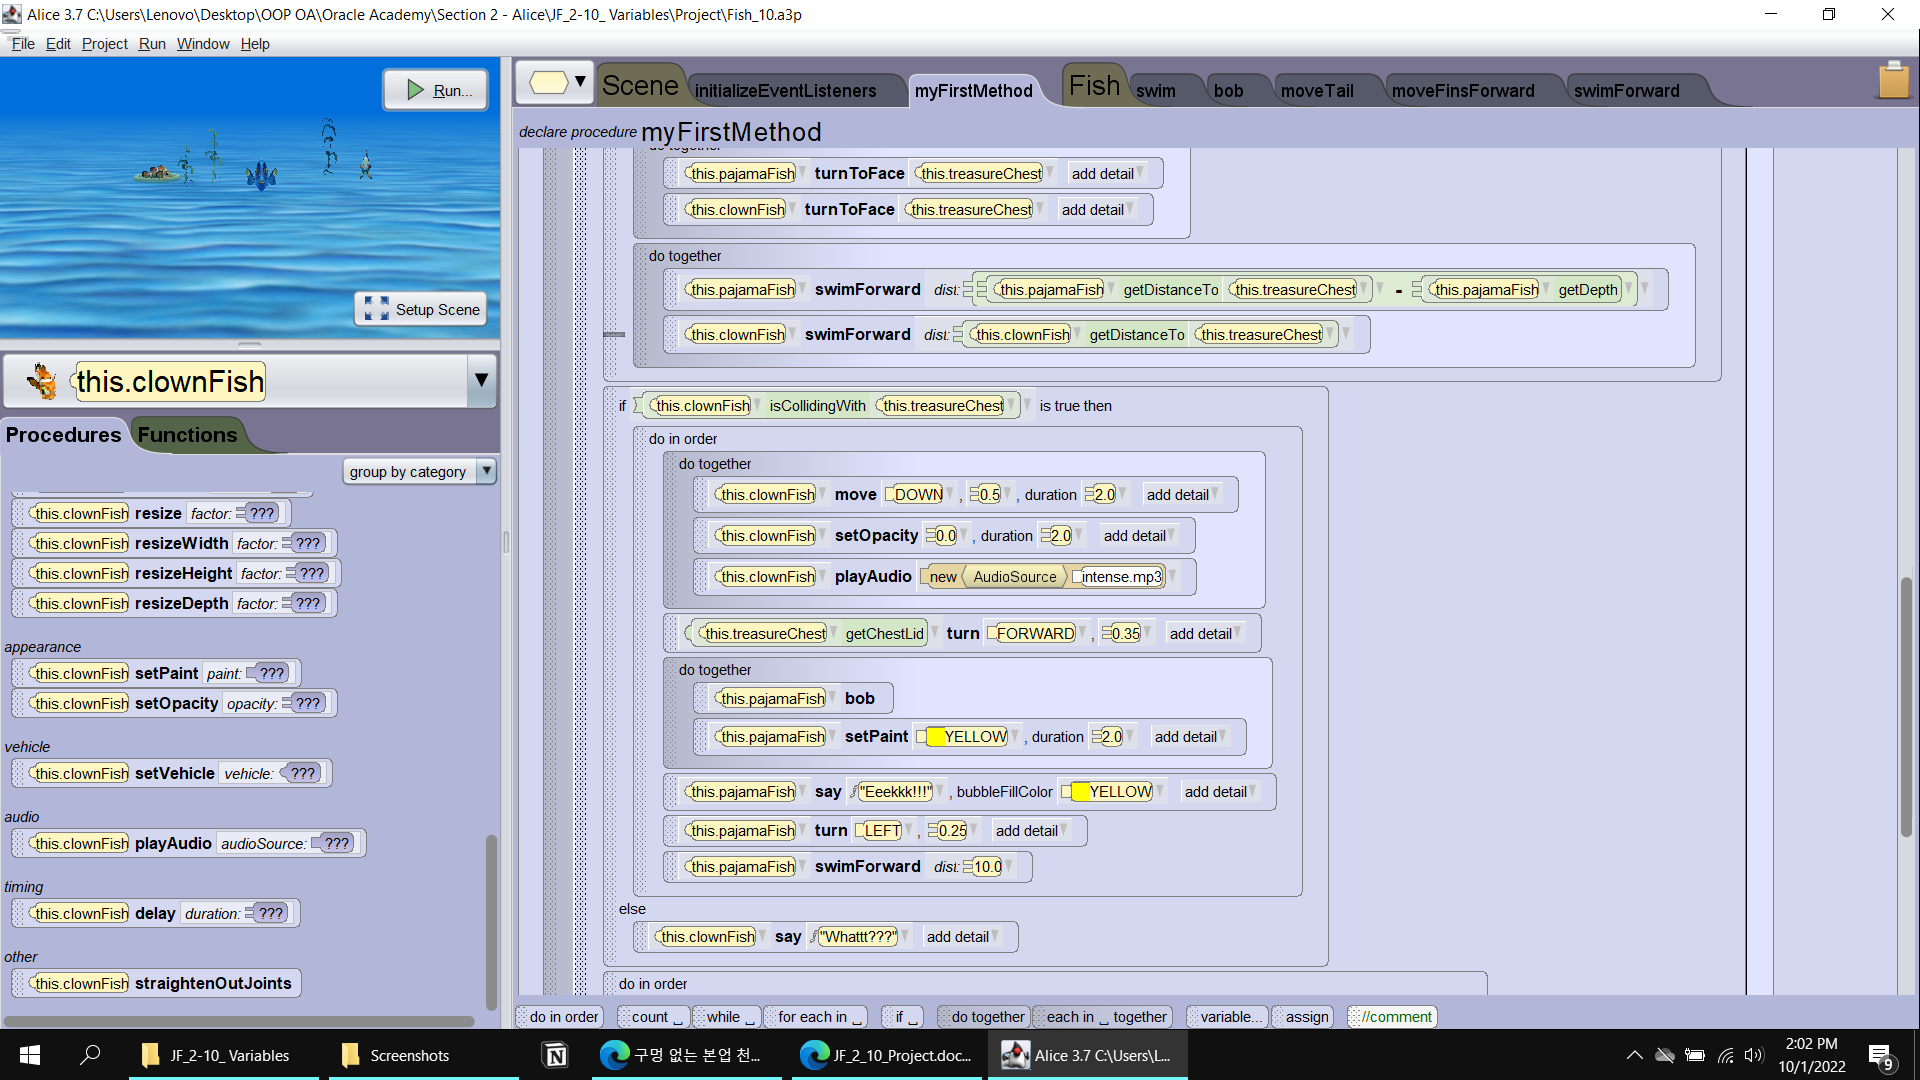 Alice 3.7 C:\Users\Lenovo\Desktop\OOP OA\Oracle Academy\Section 2 - Alice\JF_2-10_ Variables\Project\Fish_10.a3p
File Edit Project Run Window Help
Run...
Setup Scene
this.clownFish
Procedures Functions
group by category
this.clownFish resize factor: ???
this.clownFish resizeWidth factor: ???
this.clownFish resizeHeight factor: ???
this.clownFish resizeDepth factor: ???
appearance
this.clownFish setPaint paint: ???
this.clownFish setOpacity opacity: ???
vehicle
this.clownFish setVehicle vehicle: ???
audio
this.clownFish playAudio audioSource: ???
timing
this.clownFish delay duration: ???
other
this.clownFish straightenOutJoints
Scene initializeEventListeners myFirstMethod Fish swim bob moveTail moveFinsForward swimForward
declare procedure myFirstMethod
do together
this.pajamaFish turnToFace this.treasureChest add detail
this.clownFish turnToFace this.treasureChest add detail
do together
this.pajamaFish swimForward dist: this.pajamaFish getDistanceTo this.treasureChest - this.pajamaFish getDepth
this.clownFish swimForward dist: this.clownFish getDistanceTo this.treasureChest
if this.clownFish isCollidingWith this.treasureChest is true then
do in order
do together
this.clownFish move DOWN , 0.5 , duration 2.0 add detail
this.clownFish setOpacity 0.0 , duration 2.0 add detail
this.clownFish playAudio new AudioSource intense.mp3
this.treasureChest getChestLid turn FORWARD , 0.35 add detail
do together
this.pajamaFish bob
this.pajamaFish setPaint YELLOW , duration 2.0 add detail
this.pajamaFish say "Eeekkk!!!" , bubbleFillColor YELLOW add detail
this.pajamaFish turn LEFT , 0.25 add detail
this.pajamaFish swimForward dist: 10.0
else
this.clownFish say "Whattt???" add detail
do in order
do in order count _ while _ for each in _ if _ do together each in _ together variable... assign //comment
JF_2-10_ Variables Screenshots 구멍 없는 본업 천... JF_2_10_Project.doc... Alice 3.7 C:\Users\L...
2:02 PM
10/1/2022
9